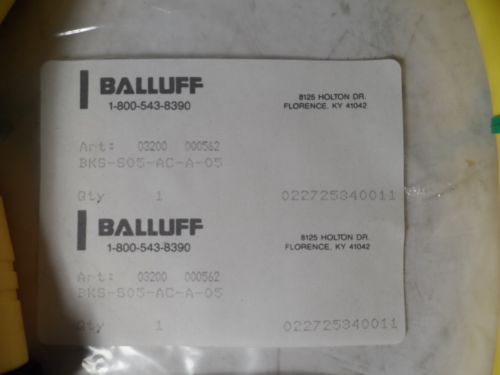 BALLUFF
1-800-543-8390
8125 HOLTON DR.
FLORENCE, KY 41042
Art: 03200 000562
BKS-S05-AC-A-05
Qty 1 022725340011
BALLUFF
1-800-543-8390
8125 HOLTON DR.
FLORENCE, KY 41042
Art: 03200 000562
BKS-S05-AC-A-05
Qty 1 022725340011